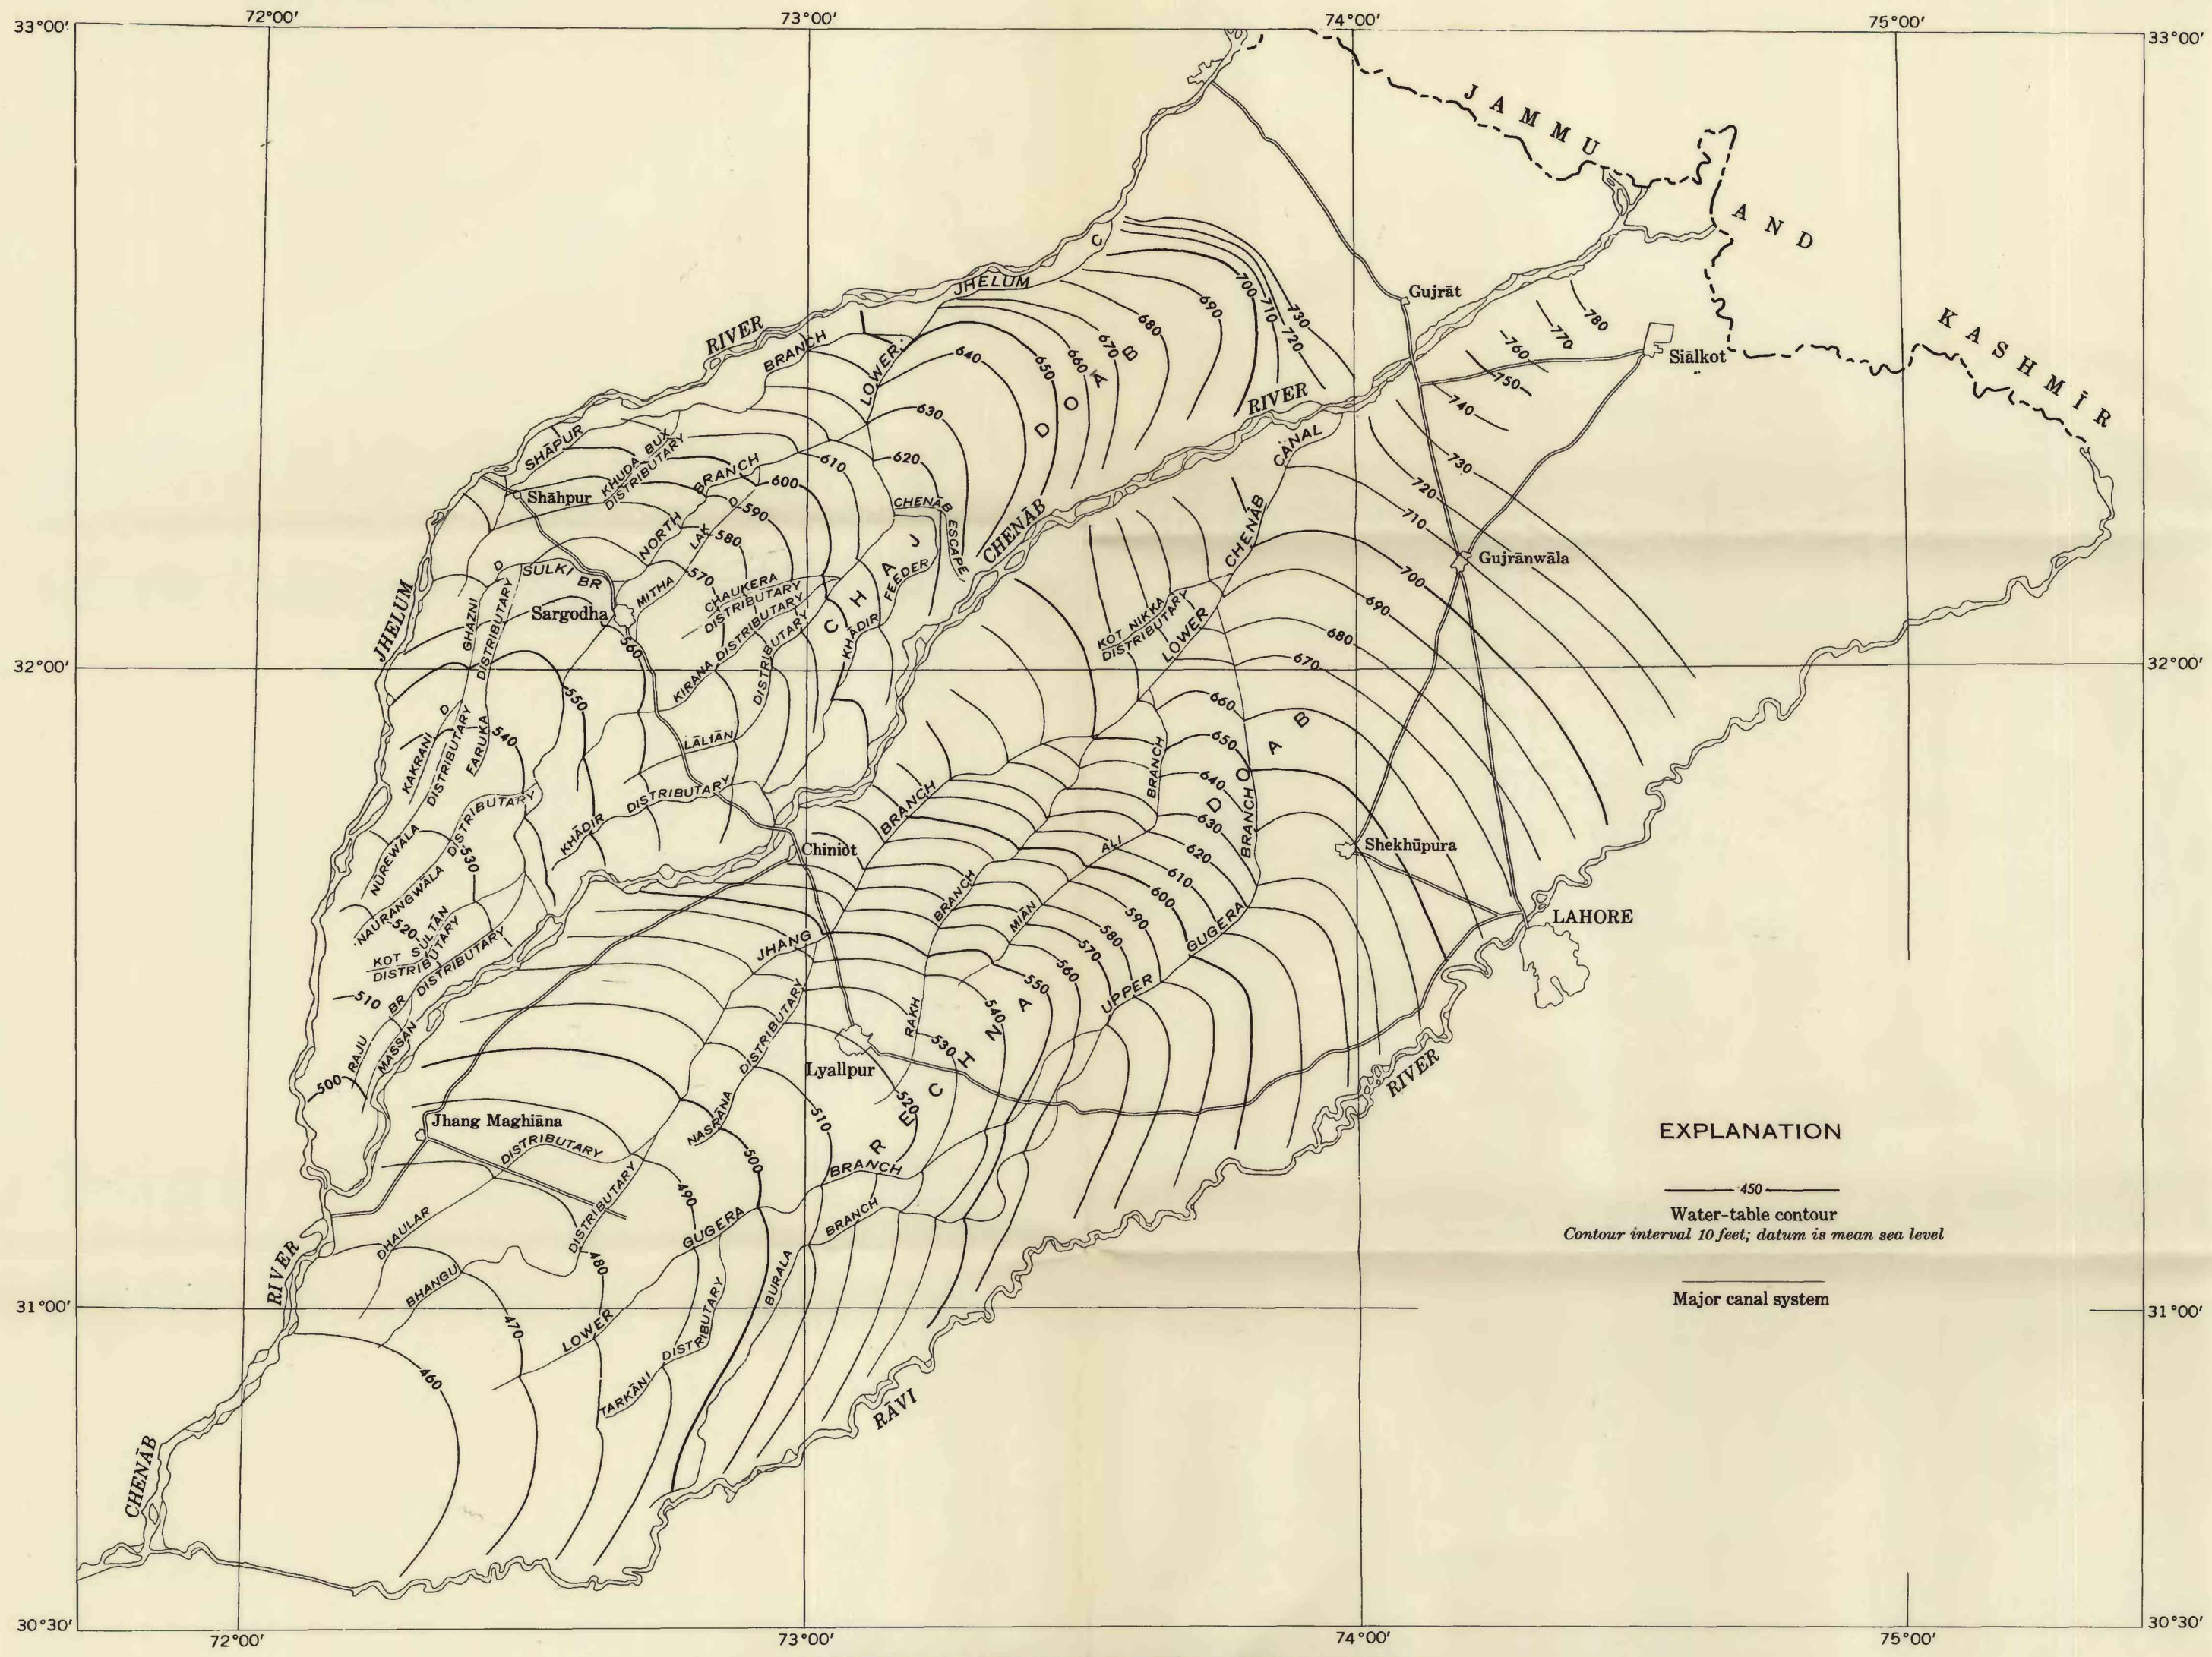 72°00′
73°00′
74°00′
75°00′
33°00′
33°00′
JAMMU
AND
KASHMĪR
JHELUM
C
RIVER
BRANCH
LOWER
700
710
730
720
690
680
670
660
650
640
630
Gujrāt
780
770
760
750
740
Siālkot
DOAB
RIVER
CANAL
SHĀPUR
KHUDA BUX
DISTRIBUTARY
BRANCH
610
620
600
Shāhpur
NORTH
D
590
LAK
580
CHENĀB
ESCAPE
CHENĀB
CHENĀB
730
720
710
Gujrānwāla
JHELUM
D
SULKI
BR
MITHA
570
CHAUKERA
DISTRIBUTARY
Sargodha
GHAZNI
DISTRIBUTARY
560
KIRANA DISTRIBUTARY
DISTRIBUTARY
CHAJ
FEEDER
KHĀDIR
KOT NIKKA
DISTRIBUTARY
LOWER
700
690
680
670
32°00′
32°00′
550
D
KAKRANI
DISTRIBUTARY
FARUKA
540
LĀLIĀN
660
650
640
630
BRANCH
BRANCH
DOAB
DISTRIBUTARY
KHĀDIR
DISTRIBUTARY
BRANCH
NŪREWĀLA
530
Chiniot
ALI
620
610
600
590
580
570
560
550
540
530
Shekhūpura
NAURANGWĀLA
520
KOT SULTĀN
DISTRIBUTARY
BR DISTRIBUTARY
510
JHANG
BRANCH
MIĀN
GUGERA
UPPER
LAHORE
RAJU
MASSAN
500
DISTRIBUTARY
RAKH
Lyallpur
RECHNA
520
510
RIVER
Jhang Maghiāna
DISTRIBUTARY
NASRĀNA
500
BRANCH
EXPLANATION
450
Water-table contour
Contour interval 10 feet; datum is mean sea level
Major canal system
DHAULAR
DISTRIBUTARY
490
GUGERA
BRANCH
RIVER
BHANGU
480
BURALA
31°00′
31°00′
470
LOWER
DISTRIBUTARY
460
TARKĀNI
RĀVI
CHENĀB
30°30′
30°30′
72°00′
73°00′
74°00′
75°00′